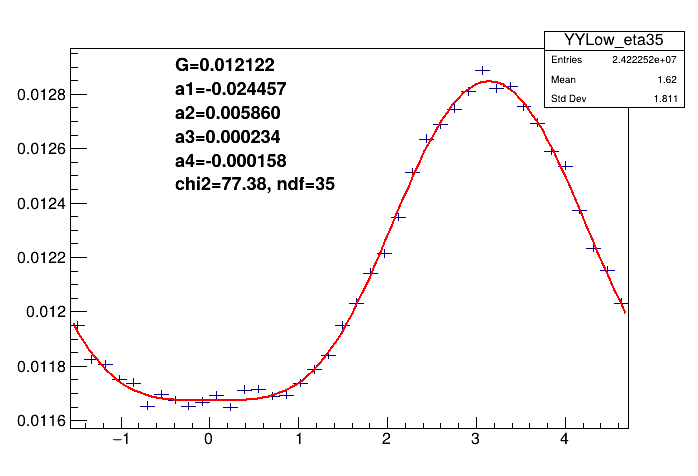 YYLow_eta35
Entries 2.422252e+07
Mean 1.62
Std Dev 1.811
G=0.012122
a1=-0.024457
a2=0.005860
a3=0.000234
a4=-0.000158
chi2=77.38, ndf=35
0.0128
0.0126
0.0124
0.0122
0.012
0.0118
0.0116
−1 0 1 2 3 4